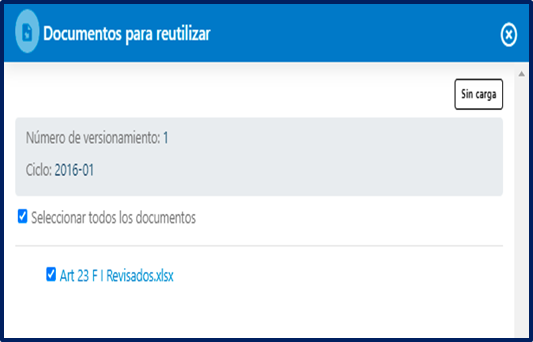 Documentos para reutilizar
Sin carga
Número de versionamiento: 1
Ciclo: 2016-01
Seleccionar todos los documentos
Art 23 F I Revisados.xlsx